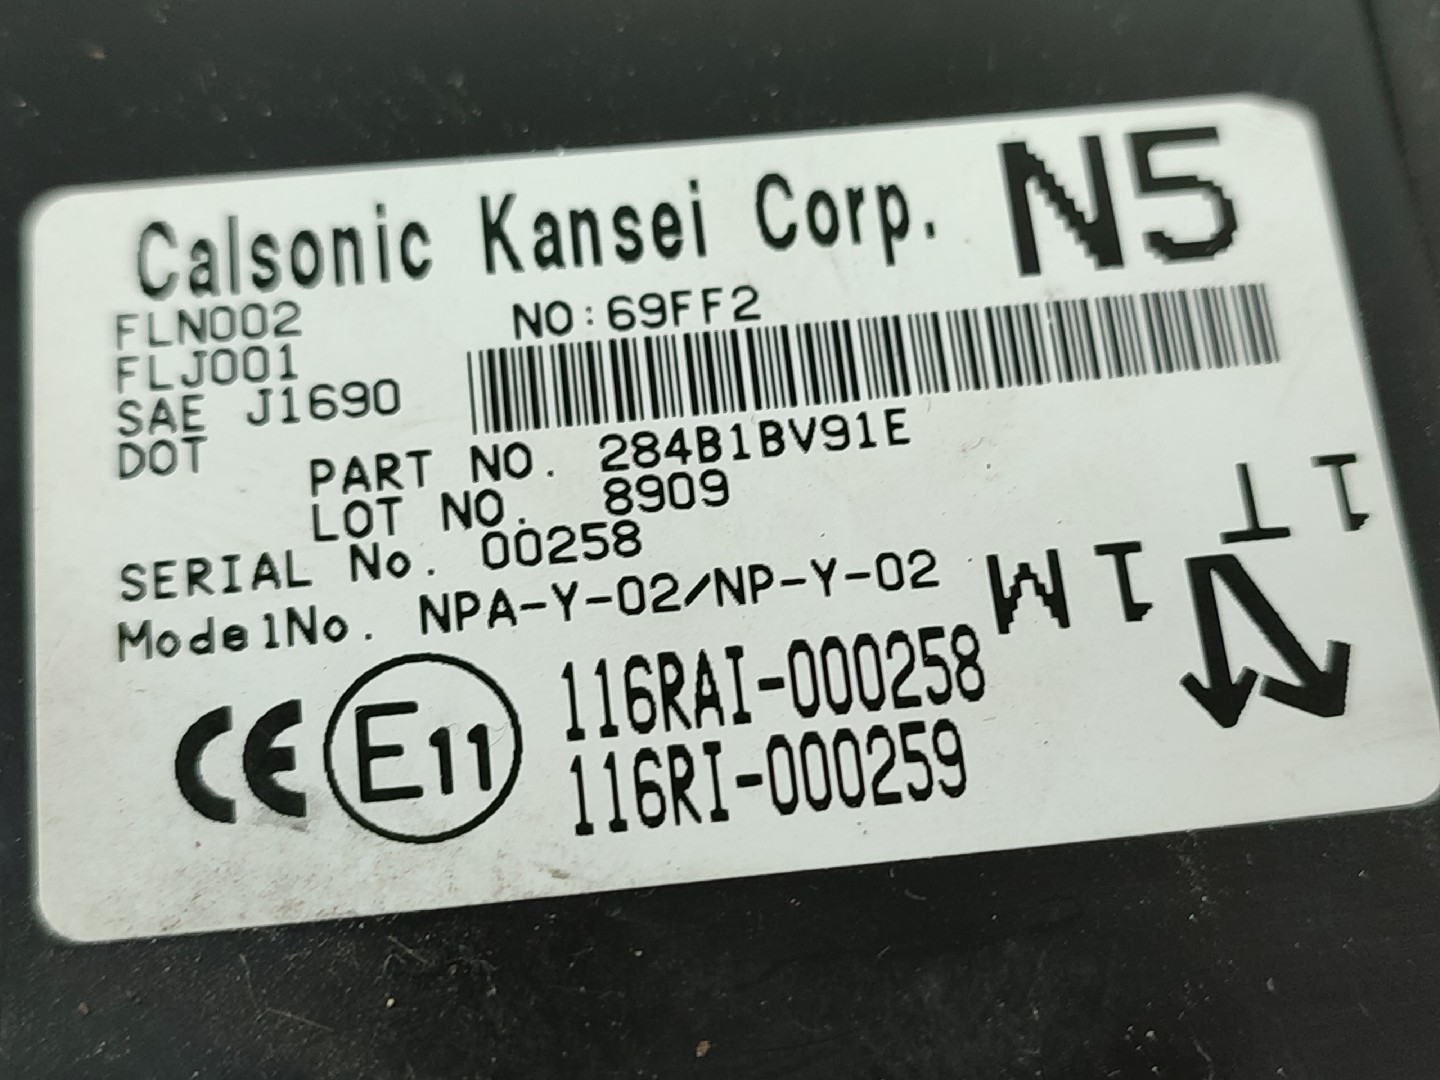 Calsonic Kansei Corp. N5
FLN002 NO:69FF2
FLJ001
SAE J1690
DOT
PART NO. 284B1BV91E
LOT NO. 8909
SERIAL No. 00258
ModelNo. NPA-Y-02/NP-Y-02
CE E11 116RAI-000258
116RI-000259